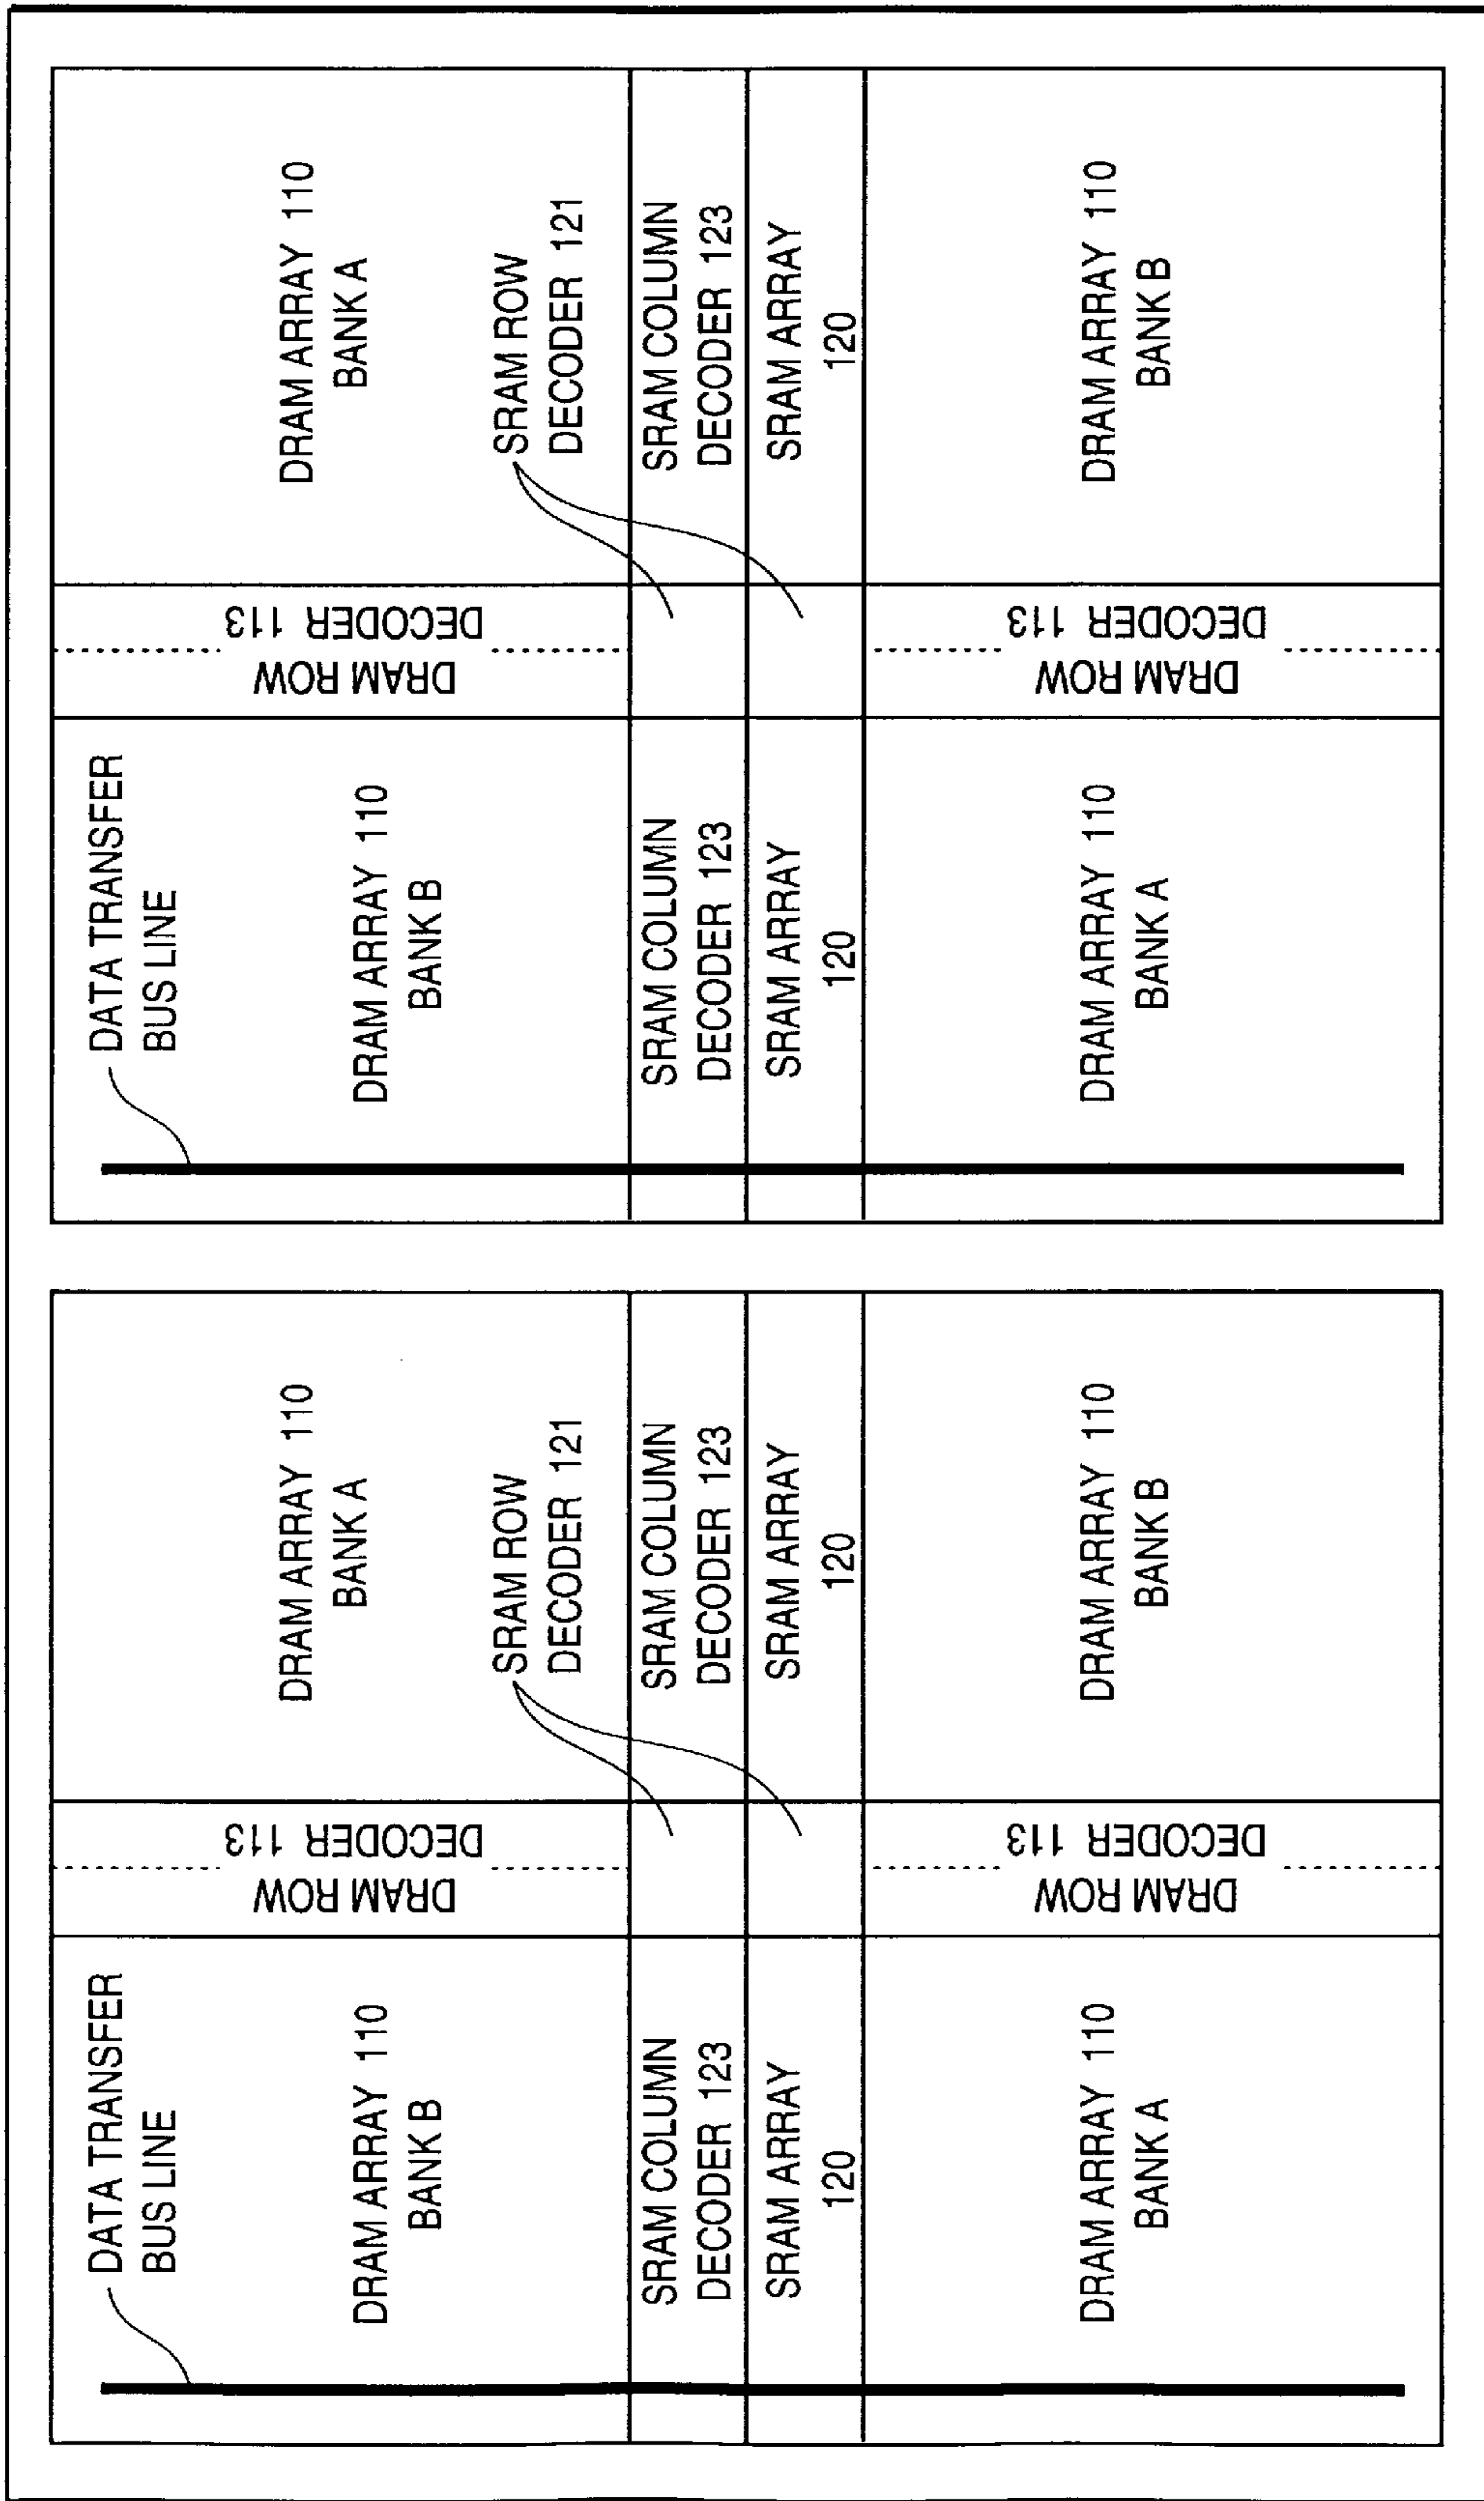 DATA TRANSFER
BUS LINE
DRAM ARRAY 110
BANK B
SRAM COLUMN
DECODER 123
SRAM ARRAY
120
DRAM ARRAY 110
BANK A
DRAM ROW
DECODER 113
DRAM ROW
DECODER 113
DRAM ARRAY 110
BANK A
SRAM ROW
DECODER 121
SRAM COLUMN
DECODER 123
SRAM ARRAY
120
DRAM ARRAY 110
BANK B
DATA TRANSFER
BUS LINE
DRAM ARRAY 110
BANK B
SRAM COLUMN
DECODER 123
SRAM ARRAY
120
DRAM ARRAY 110
BANK A
DRAM ROW
DECODER 113
DRAM ROW
DECODER 113
DRAM ARRAY 110
BANK A
SRAM ROW
DECODER 121
SRAM COLUMN
DECODER 123
SRAM ARRAY
120
DRAM ARRAY 110
BANK B